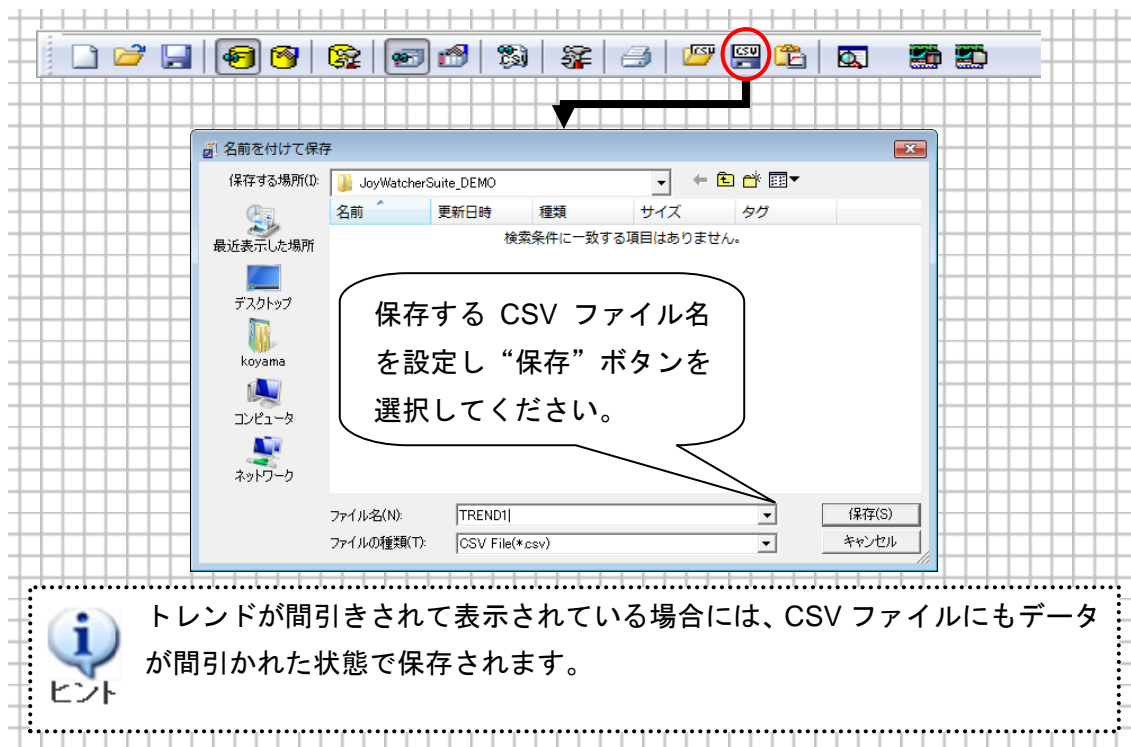 CSV
CSV
CSV
名前を付けて保存
保存する場所(I):
JoyWatcherSuite_DEMO
名前
更新日時
種類
サイズ
タグ
検索条件に一致する項目はありません。
最近表示した場所
デスクトップ
koyama
コンピュータ
ネットワーク
保存する CSV ファイル名
を設定し“保存”ボタンを
選択してください。
ファイル名(N):
TREND1
保存(S)
ファイルの種類(T):
CSV File(*.csv)
キャンセル
トレンドが間引きされて表示されている場合には、CSV ファイルにもデータ
が間引かれた状態で保存されます。
ヒント